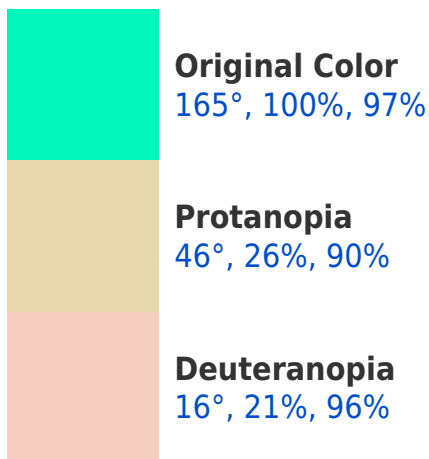 Original Color
165°, 100%, 97%
Protanopia
46°, 26%, 90%
Deuteranopia
16°, 21%, 96%